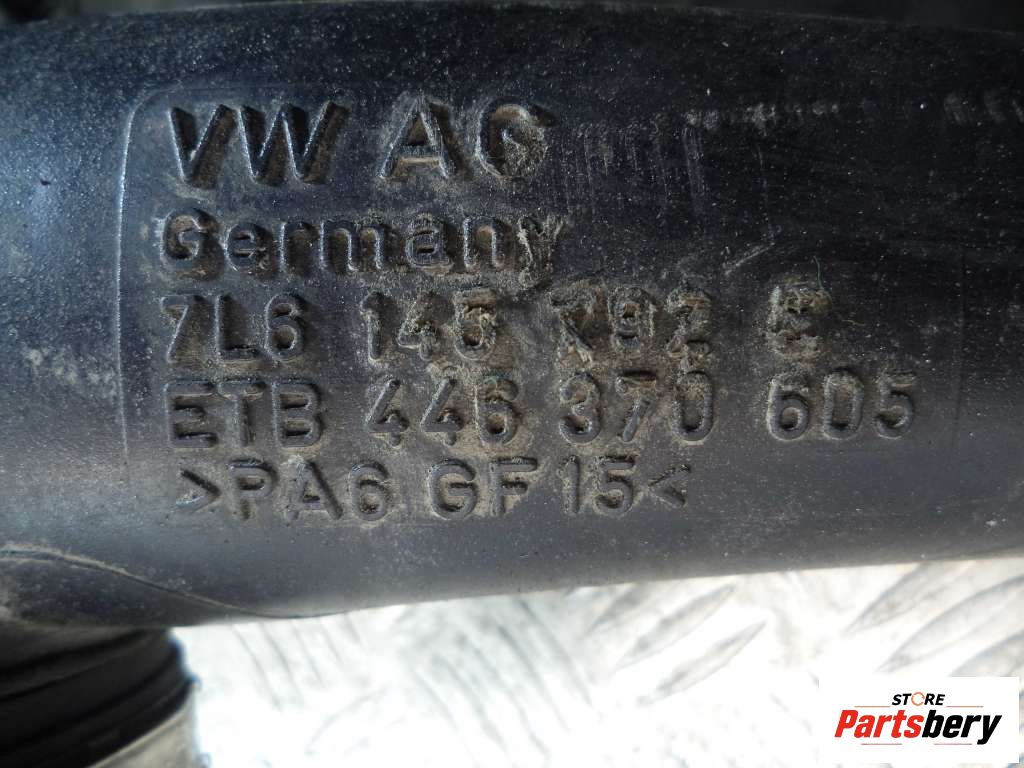 VW AG
Germany
7L6 145 792
ETB 446 370 605
>PA6 GF15<
STORE
Partsbery